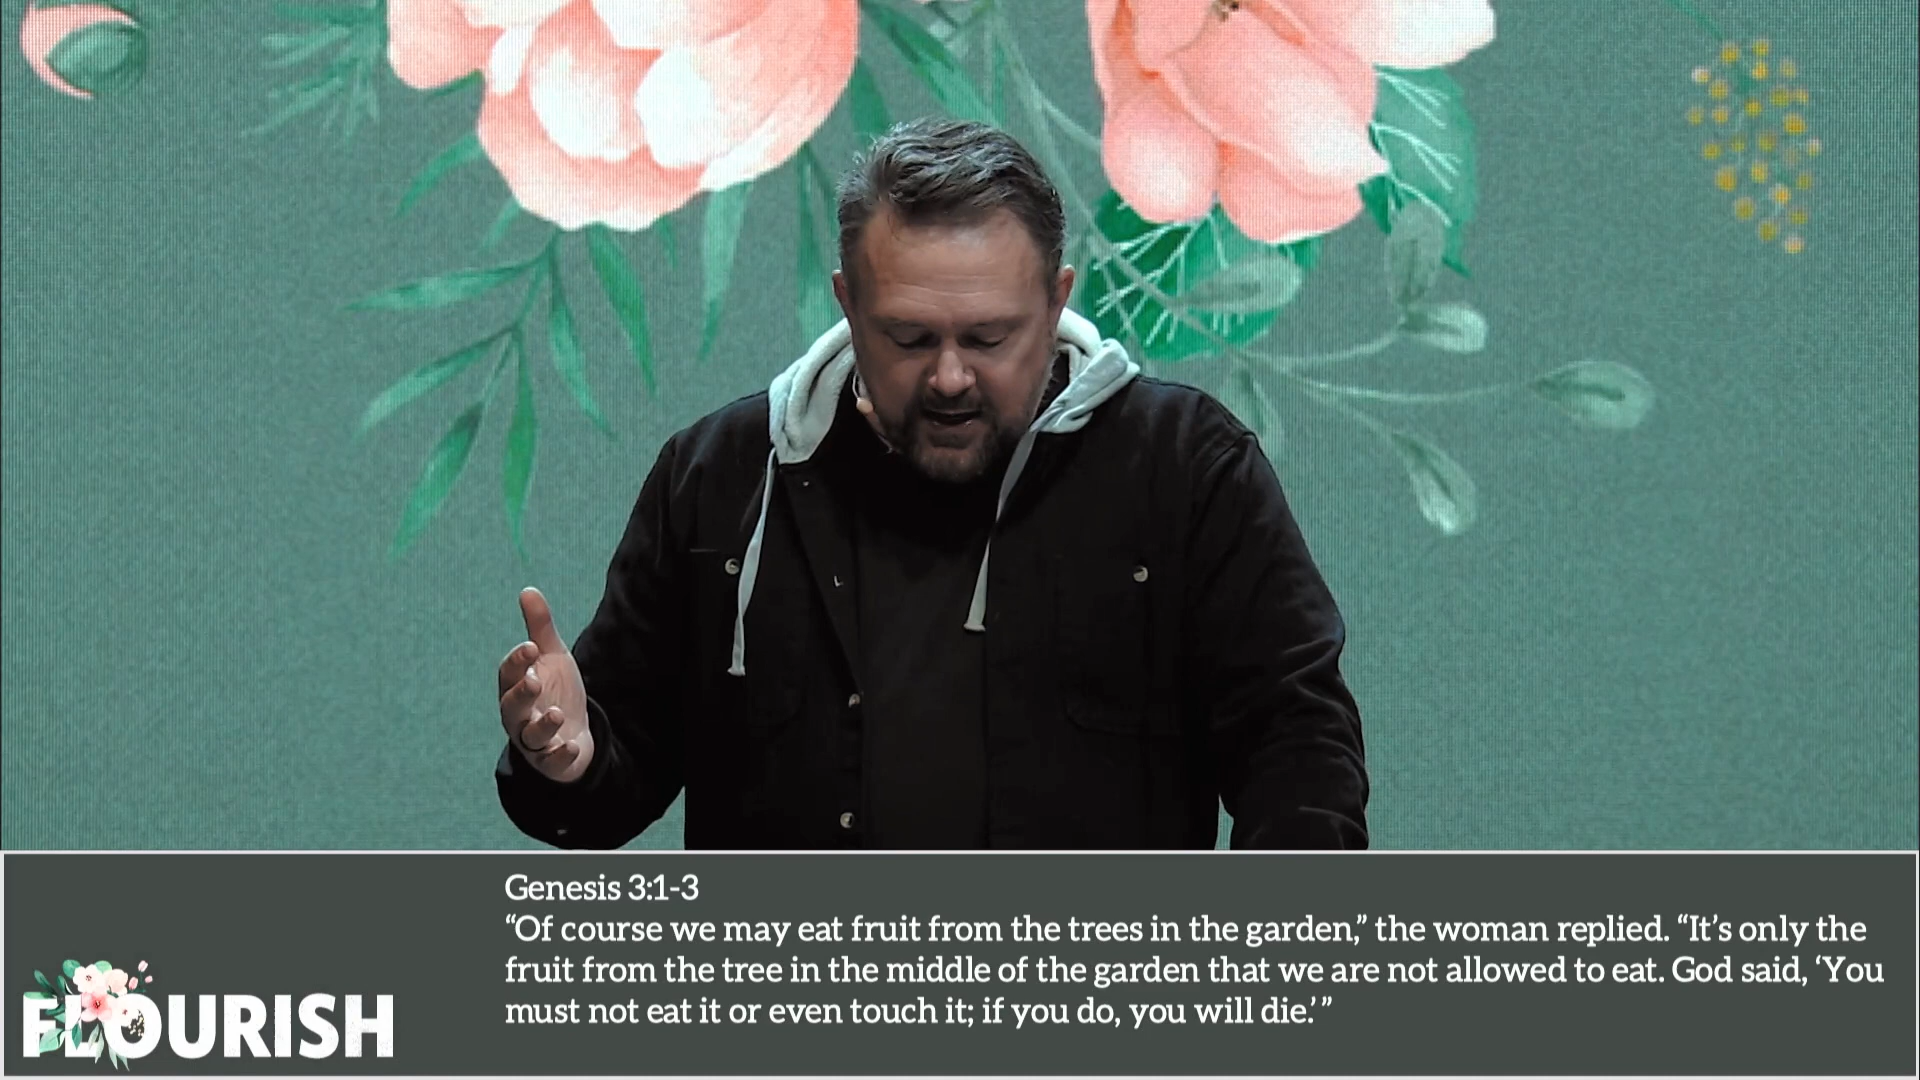 Genesis 3:1-3
“Of course we may eat fruit from the trees in the garden,” the woman replied. “It’s only the
fruit from the tree in the middle of the garden that we are not allowed to eat. God said, ‘You
must not eat it or even touch it; if you do, you will die.’ ”
FLOURISH